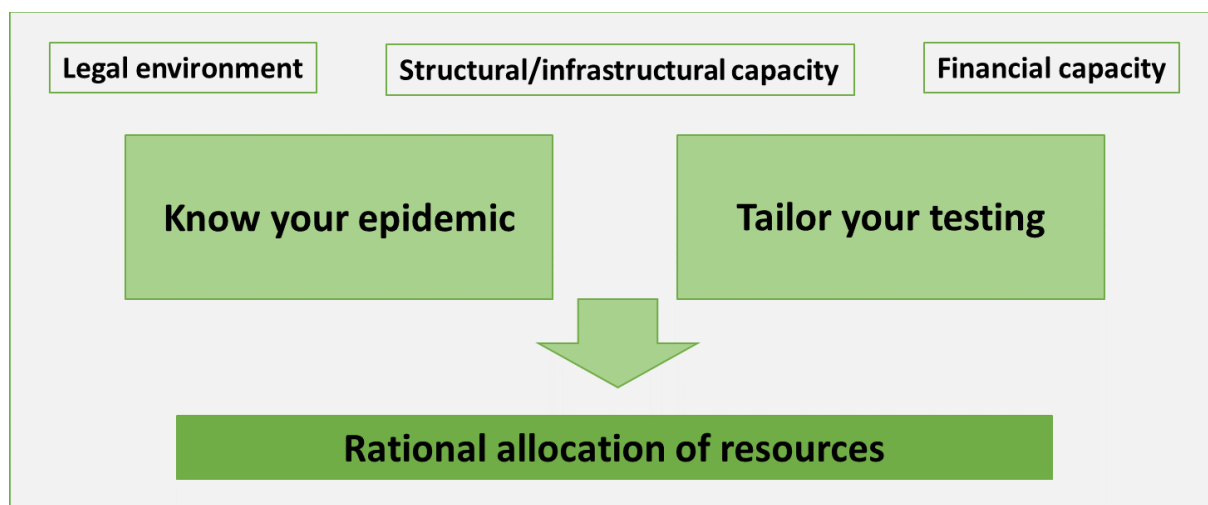 Legal environment
Structural/infrastructural capacity
Financial capacity
Know your epidemic
Tailor your testing
Rational allocation of resources